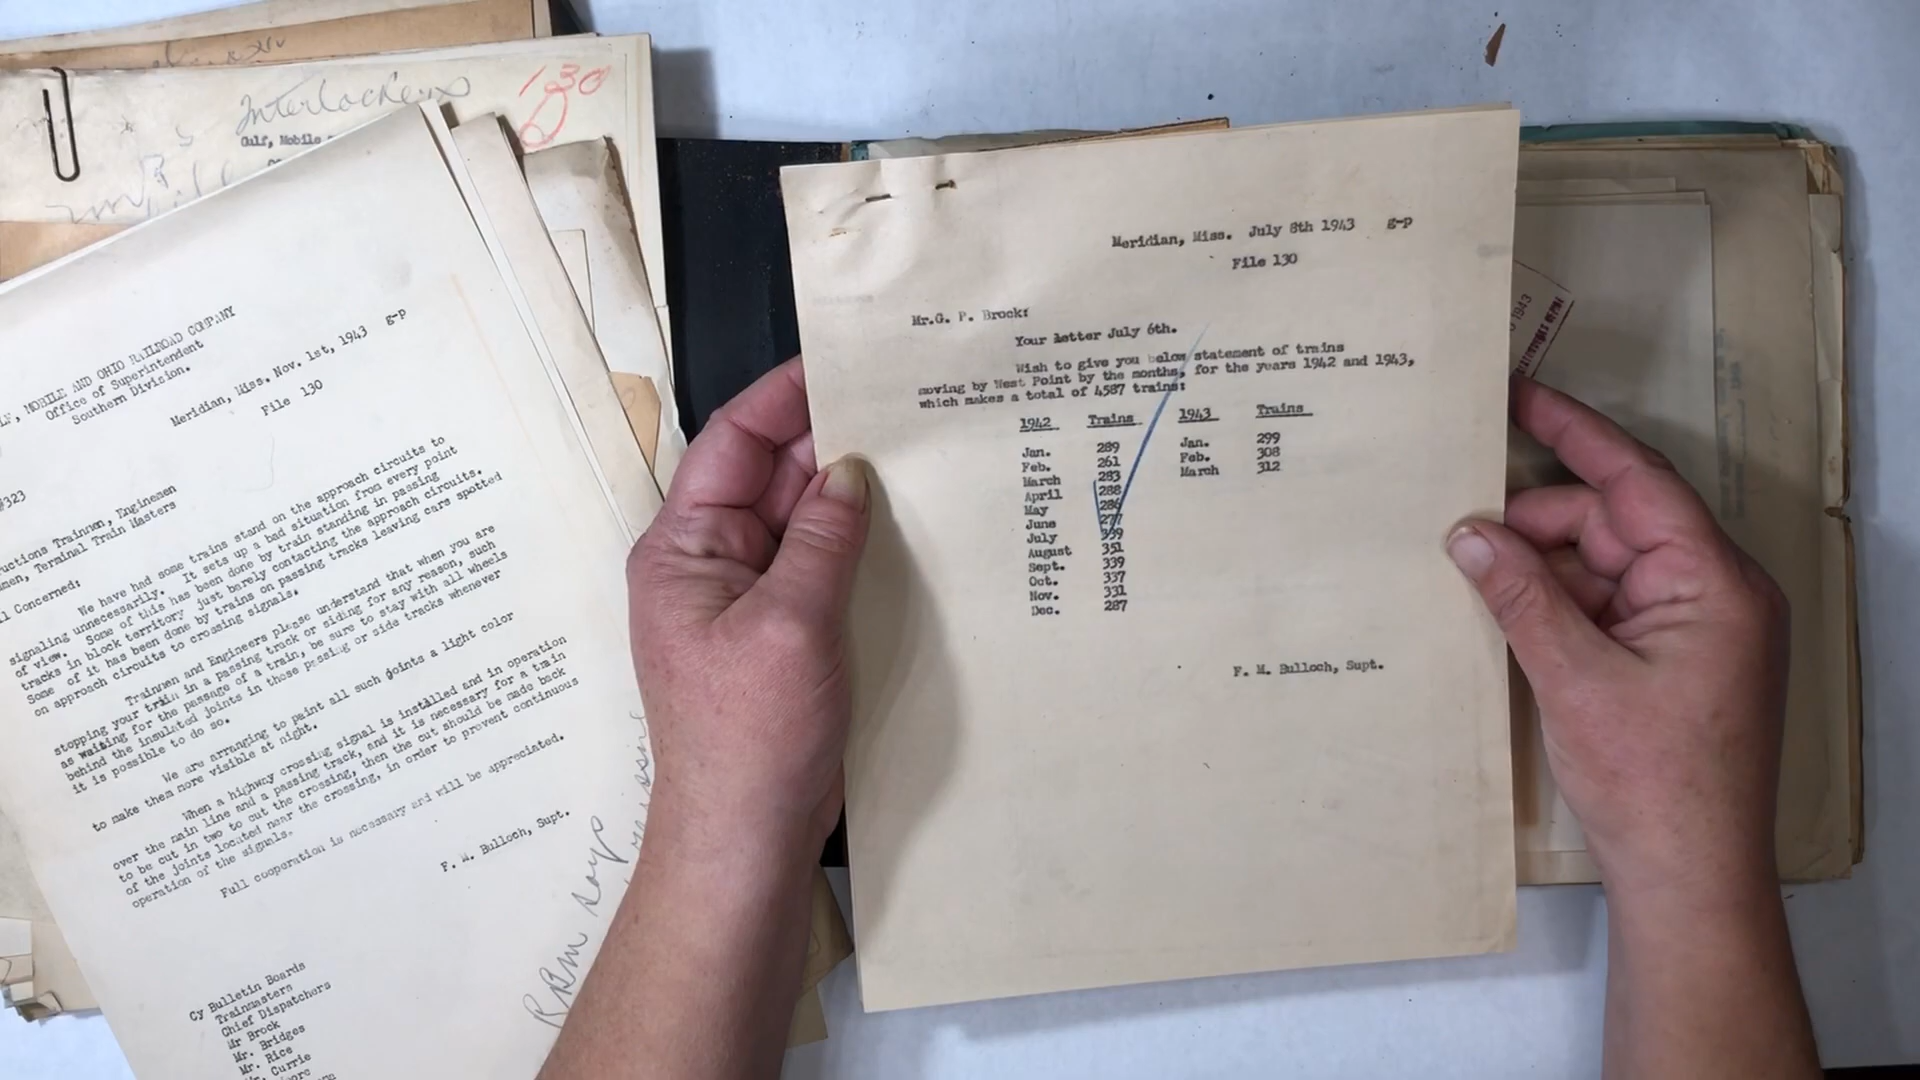 Interlockers
130
Gulf, Mobile
MOBILE AND OHIO RAILROAD COMPANY
Office of Superintendent
Southern Division.
Meridian, Miss. Nov. 1st, 1943 g-p
File 130
#323
Trainmen, Enginemen
Terminal Train Masters
Concerned:
We have had some trains stand on the approach circuits to
signaling unnecessarily. It sets up a bad situation from every point
of view. Some of this has been done by train standing in passing
tracks in block territory just barely contacting the approach circuits.
Some of it has been done by trains on passing tracks leaving cars spotted
on approach circuits to crossing signals.
Trainmen and Engineers please understand that when you are
stopping your train in a passing track or siding for any reason, such
as waiting for the passage of a train, be sure to stay with all wheels
behind the insulated joints in those passing or side tracks whenever
it is possible to do so.
We are arranging to paint all such joints a light color
to make them more visible at night.
When a highway crossing signal is installed and in operation
over the main line and a passing track, and it is necessary for a train
to be cut in two to cut the crossing, then the cut should be made back
of the joints located near the crossing, in order to prevent continuous
operation of the signals.
Full cooperation is necessary and will be appreciated.
F. M. Bulloch, Supt.
Cy Bulletin Boards
Trainmasters
Chief Dispatchers
Mr Brock
Mr. Bridges
Mr. Rice
Mr. Currie
RBM says
Meridian, Miss. July 8th 1943 g-p
File 130
Mr.G. P. Brock:
Your letter July 6th.
Wish to give you below statement of trains
moving by West Point by the months, for the years 1942 and 1943,
which makes a total of 4587 trains:
1942 Trains 1943 Trains
Jan. 289 Jan. 299
Feb. 261 Feb. 308
March 283 March 312
April 288
May 286
June 277
July 339
August 351
Sept. 339
Oct. 337
Nov. 331
Dec. 287
F. M. Bulloch, Supt.
1943